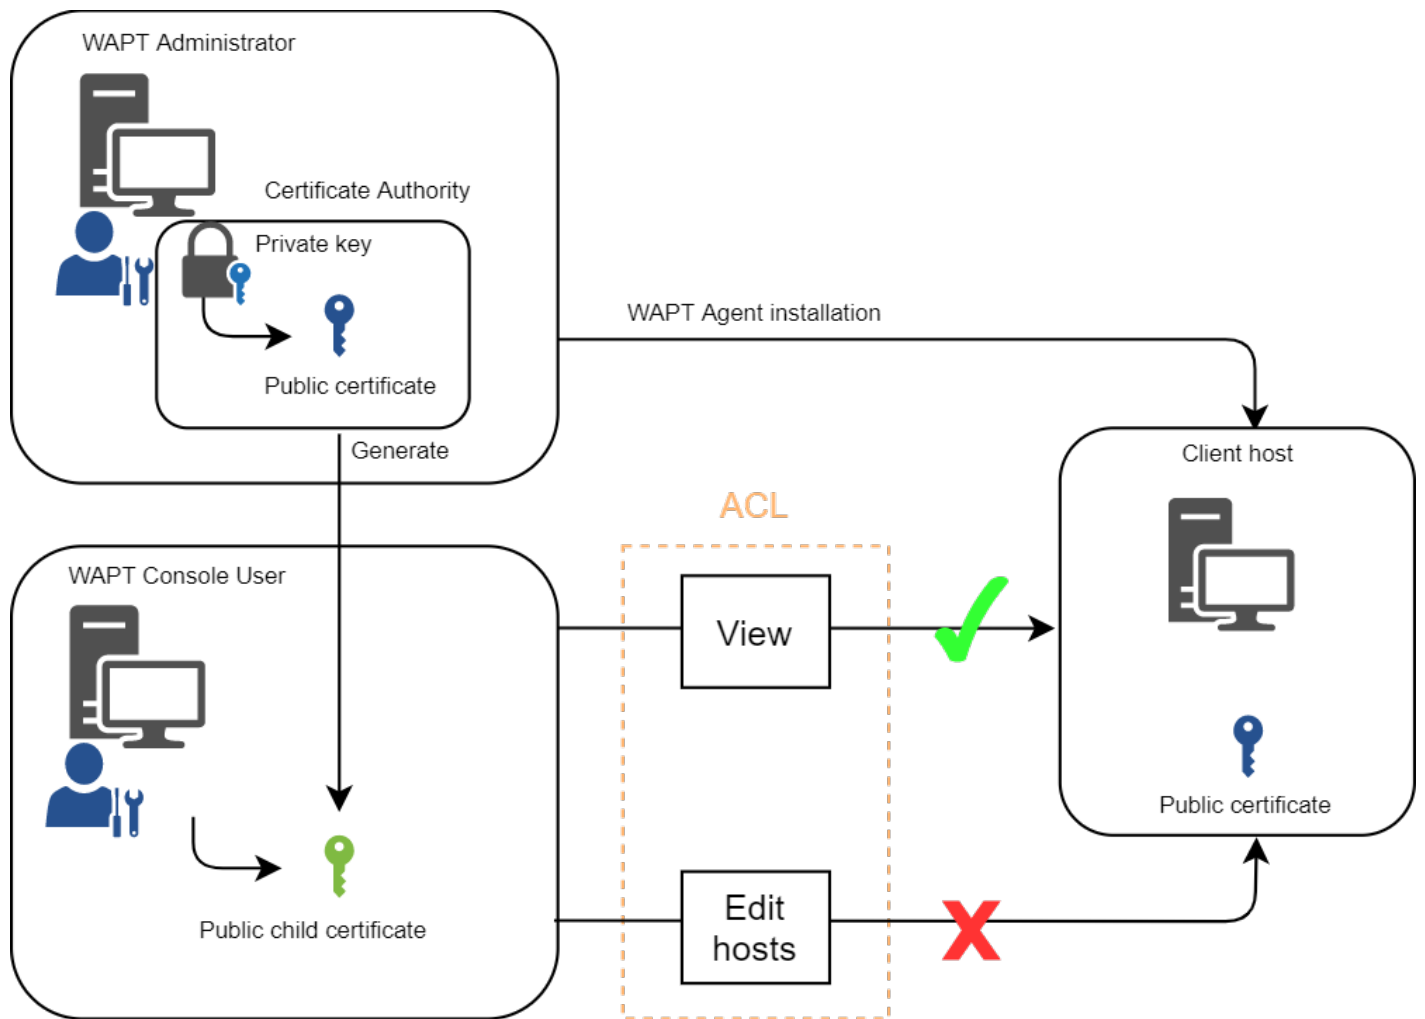 WAPT Administrator
Certificate Authority
Private key
Public certificate
Generate
WAPT Agent installation
Client host
Public certificate
ACL
View
Edit
hosts
WAPT Console User
Public child certificate